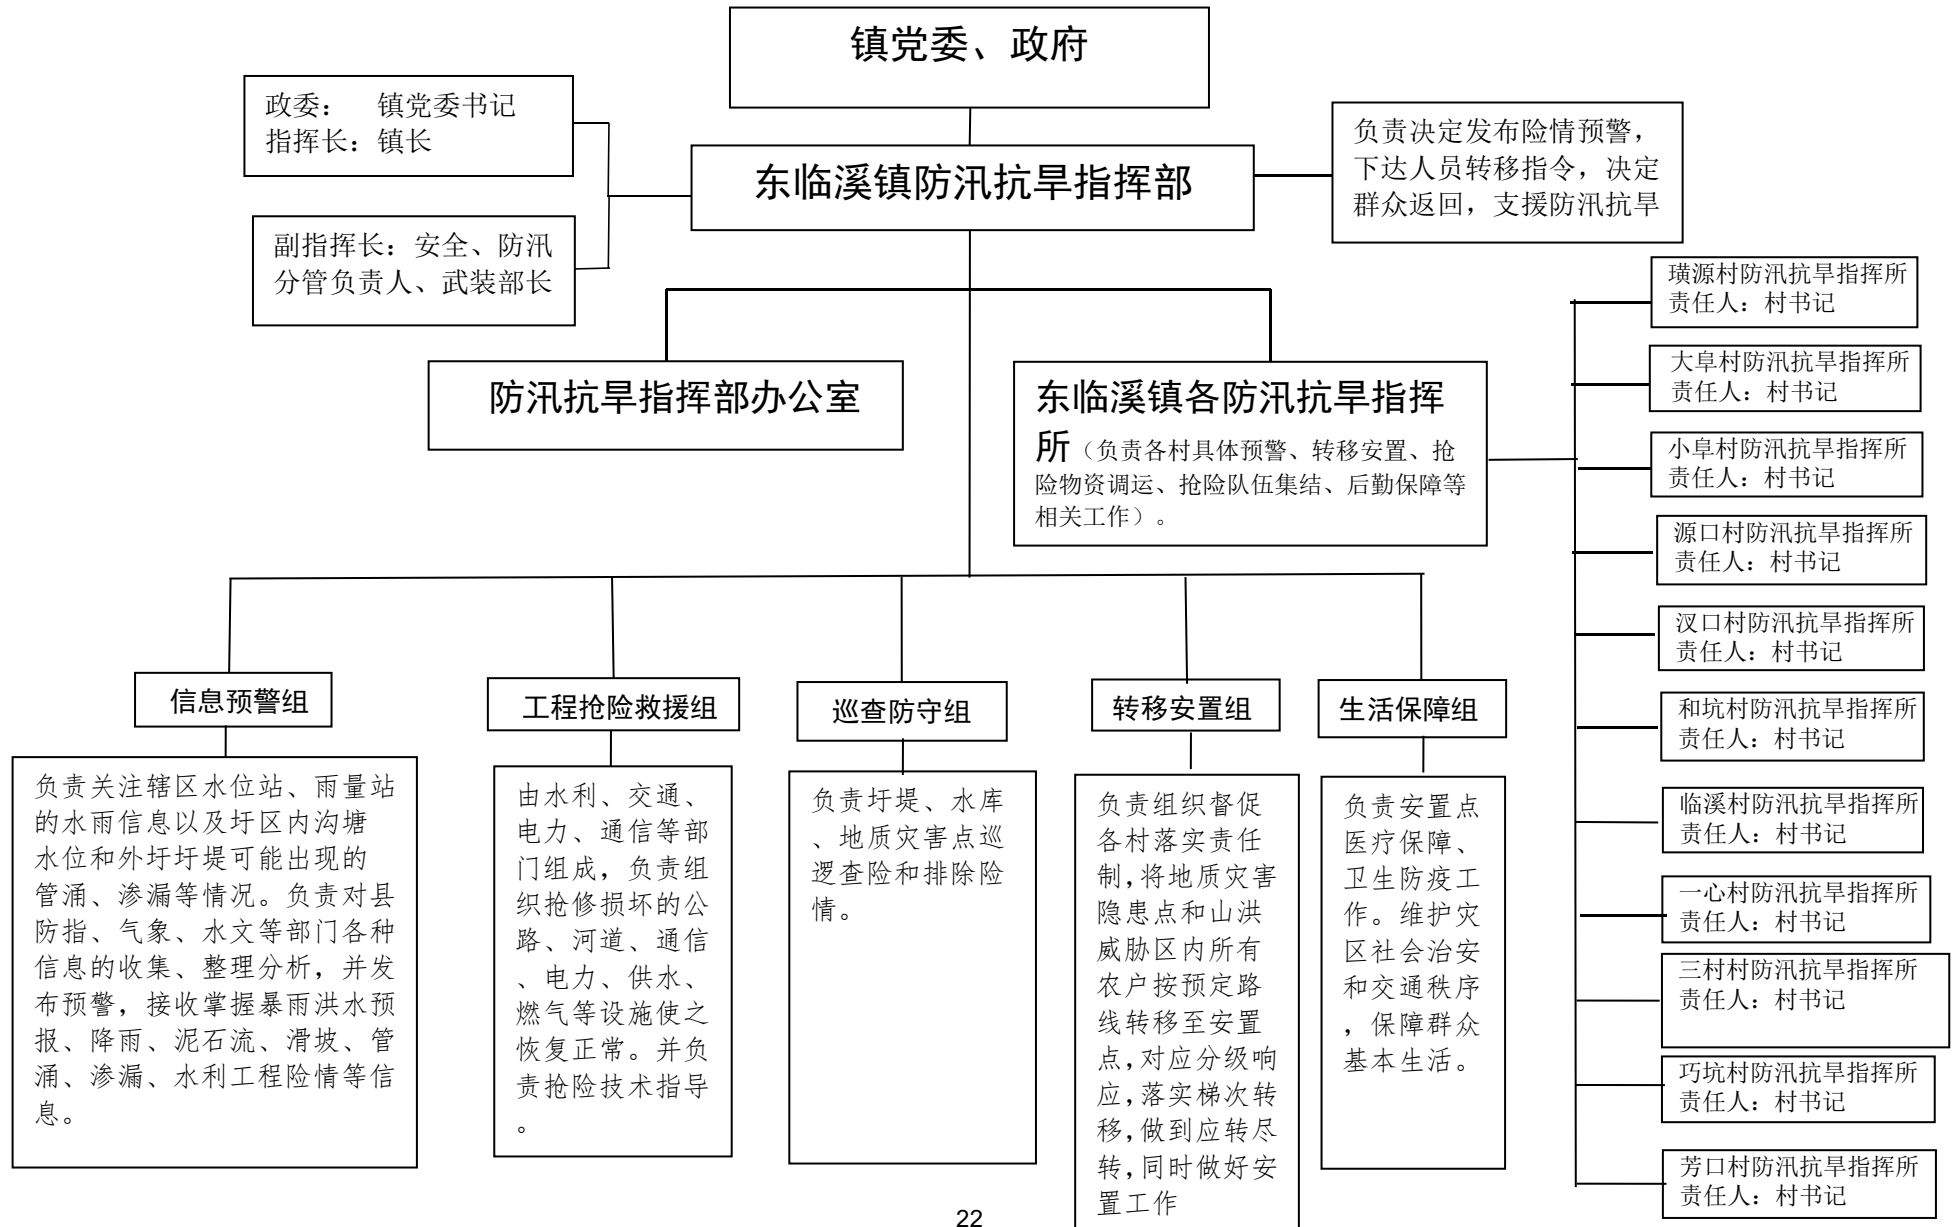 镇党委、政府
政委：  镇党委书记
指挥长：镇长
负责决定发布险情预警，
下达人员转移指令，决定
群众返回，支援防汛抗旱
东临溪镇防汛抗旱指挥部
副指挥长：安全、防汛
分管负责人、武装部长
防汛抗旱指挥部办公室
东临溪镇各防汛抗旱指挥
所（负责各村具体预警、转移安置、抢
险物资调运、抢险队伍集结、后勤保障等
相关工作）。
璜源村防汛抗旱指挥所
责任人：村书记
大阜村防汛抗旱指挥所
责任人：村书记
小阜村防汛抗旱指挥所
责任人：村书记
源口村防汛抗旱指挥所
责任人：村书记
汊口村防汛抗旱指挥所
责任人：村书记
和坑村防汛抗旱指挥所
责任人：村书记
临溪村防汛抗旱指挥所
责任人：村书记
一心村防汛抗旱指挥所
责任人：村书记
三村村防汛抗旱指挥所
责任人：村书记
巧坑村防汛抗旱指挥所
责任人：村书记
芳口村防汛抗旱指挥所
责任人：村书记
信息预警组
负责关注辖区水位站、雨量站
的水雨信息以及圩区内沟塘
水位和外圩圩堤可能出现的
管涌、渗漏等情况。负责对县
防指、气象、水文等部门各种
信息的收集、整理分析，并发
布预警，接收掌握暴雨洪水预
报、降雨、泥石流、滑坡、管
涌、渗漏、水利工程险情等信
息。
工程抢险救援组
由水利、交通、
电力、通信等部
门组成，负责组
织抢修损坏的公
路、河道、通信
、电力、供水、
燃气等设施使之
恢复正常。并负
责抢险技术指导
。
巡查防守组
负责圩堤、水库
、地质灾害点巡
逻查险和排除险
情。
转移安置组
负责组织督促
各村落实责任
制，将地质灾害
隐患点和山洪
威胁区内所有
农户按预定路
线转移至安置
点，对应分级响
应，落实梯次转
移，做到应转尽
转，同时做好安
置工作
生活保障组
负责安置点
医疗保障、
卫生防疫工
作。维护灾
区社会治安
和交通秩序
，保障群众
基本生活。
22